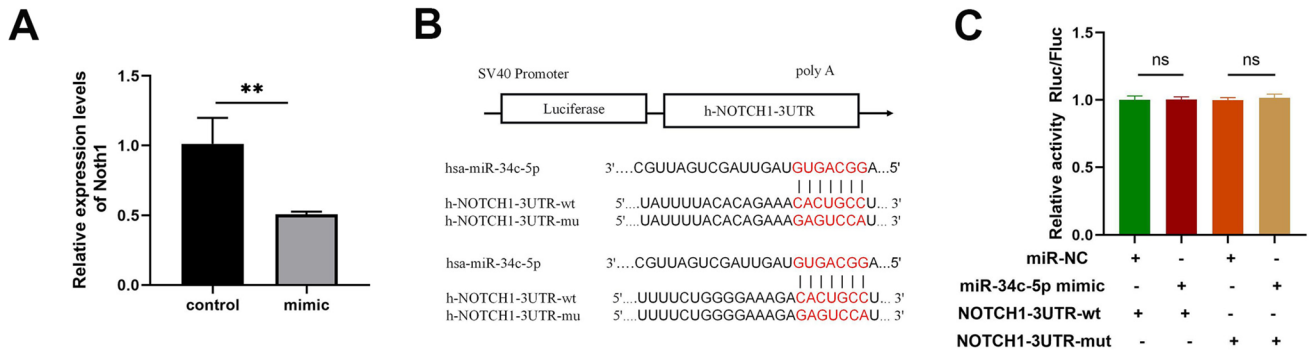 A
Relative expression levels
of Noth1
1.5
1.0
0.5
0.0
**
control
mimic
B
SV40 Promoter
poly A
Luciferase
h-NOTCH1-3UTR
hsa-miR-34c-5p 3'....CGUUAGUCGAUUGAUGUGACGGA...5'
h-NOTCH1-3UTR-wt 5'....UAUUUUACACAGAAACACUGCCU... 3'
h-NOTCH1-3UTR-mu 5'....UAUUUUACACAGAAAGAGUCCAU... 3'
hsa-miR-34c-5p 3'....CGUUAGUCGAUUGAUGUGACGGA...5'
h-NOTCH1-3UTR-wt 5'....UUUUCUGGGGAAAGACACUGCCU... 3'
h-NOTCH1-3UTR-mu 5'....UUUUCUGGGGAAAGAGAGUCCAU... 3'
C
Relative activity Rluc/Fluc
1.5
1.0
0.5
0.0
ns
ns
miR-NC + - + -
miR-34c-5p mimic - + - +
NOTCH1-3UTR-wt + + - -
NOTCH1-3UTR-mut - - + +